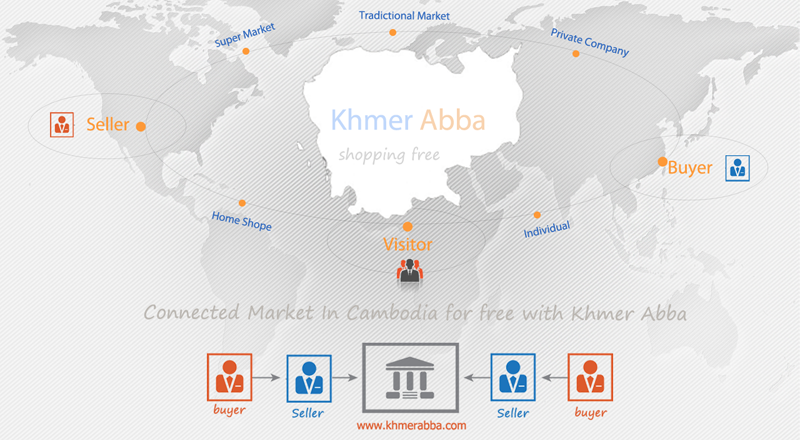 Tradictional Market
Super Market
Private Company
Khmer Abba
shopping free
Seller
Buyer
Home Shope
Individual
Visitor
Connected Market In Cambodia for free with Khmer Abba
buyer
Seller
Seller
buyer
www.khmerabba.com